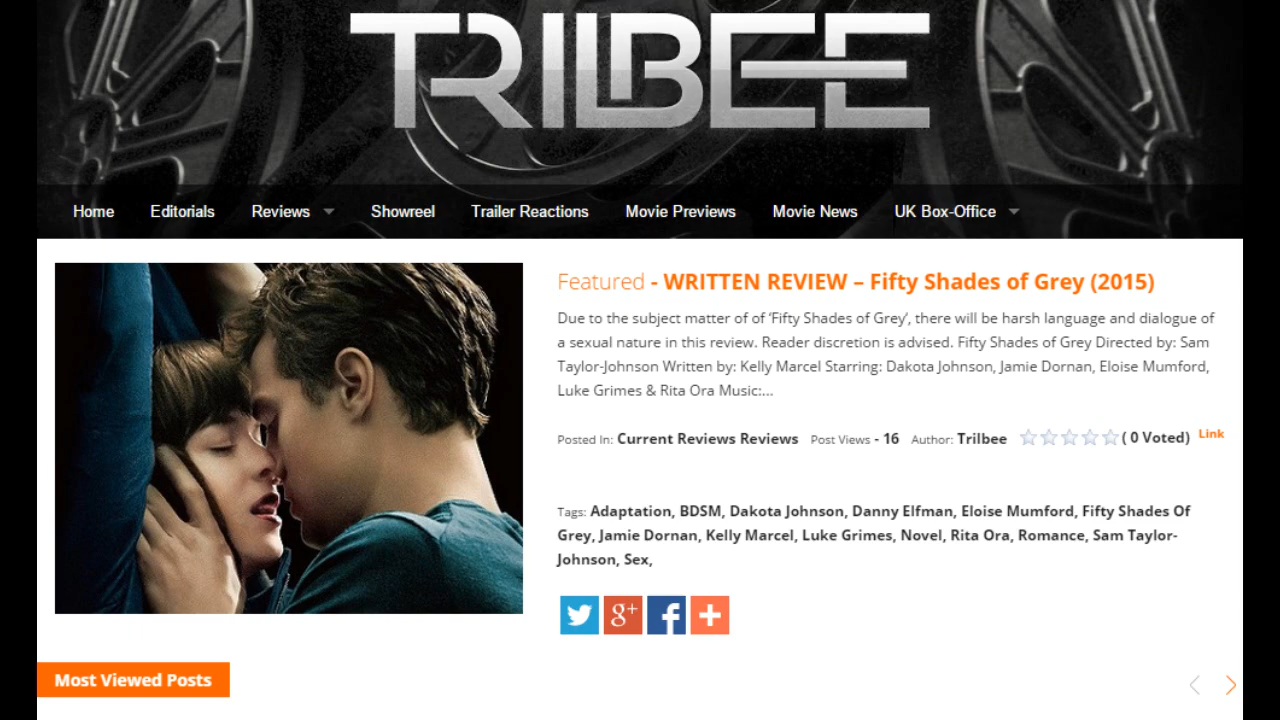 TRILBEE
Home Editorials Reviews Showreel Trailer Reactions Movie Previews Movie News UK Box-Office
Featured - WRITTEN REVIEW – Fifty Shades of Grey (2015)
Due to the subject matter of of ‘Fifty Shades of Grey’, there will be harsh language and dialogue of
a sexual nature in this review. Reader discretion is advised. Fifty Shades of Grey Directed by: Sam
Taylor-Johnson Written by: Kelly Marcel Starring: Dakota Johnson, Jamie Dornan, Eloise Mumford,
Luke Grimes & Rita Ora Music:...
Posted In: Current Reviews Reviews Post Views - 16 Author: Trilbee ( 0 Voted) Link
Tags: Adaptation, BDSM, Dakota Johnson, Danny Elfman, Eloise Mumford, Fifty Shades Of
Grey, Jamie Dornan, Kelly Marcel, Luke Grimes, Novel, Rita Ora, Romance, Sam Taylor-
Johnson, Sex,
g+ f
Most Viewed Posts